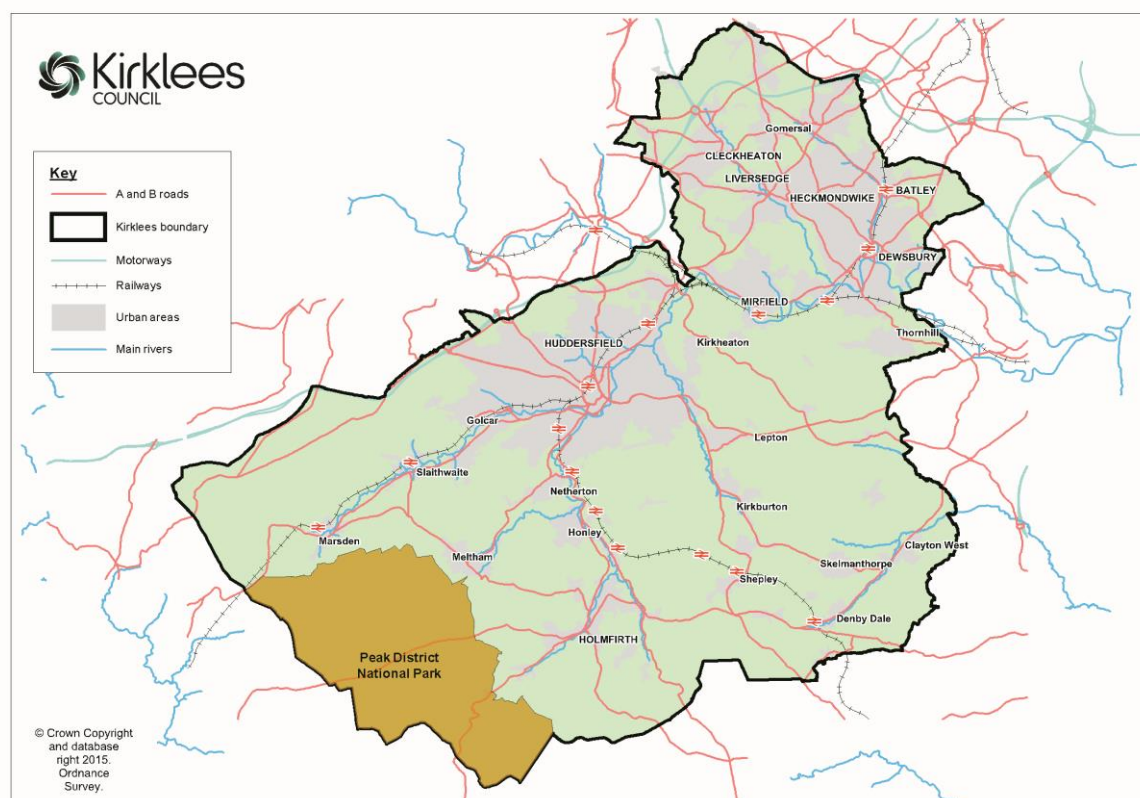 Kirklees
COUNCIL
Key
A and B roads
Kirklees boundary
Motorways
Railways
Urban areas
Main rivers
Gomersal
CLECKHEATON
LIVERSEDGE
HECKMONDWIKE
BATLEY
DEWSBURY
MIRFIELD
Thornhill
HUDDERSFIELD
Kirkheaton
Golcar
Lepton
Slaithwaite
Netherton
Kirkburton
Marsden
Honley
Meltham
Clayton West
Skelmanthorpe
Shepley
Denby Dale
HOLMFIRTH
Peak District
National Park
© Crown Copyright
and database
right 2015.
Ordnance
Survey.